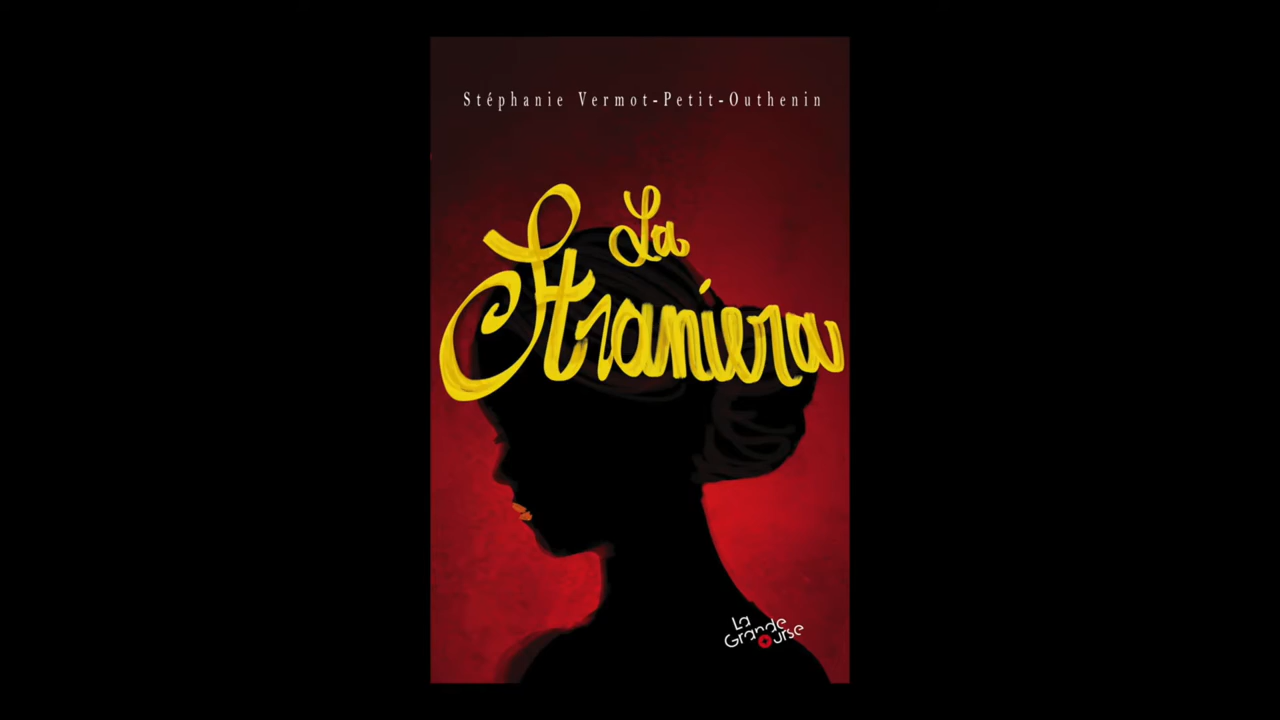 Stéphanie Vermot-Petit-Outhenin
La
Straniera
La
Grande
Ourse